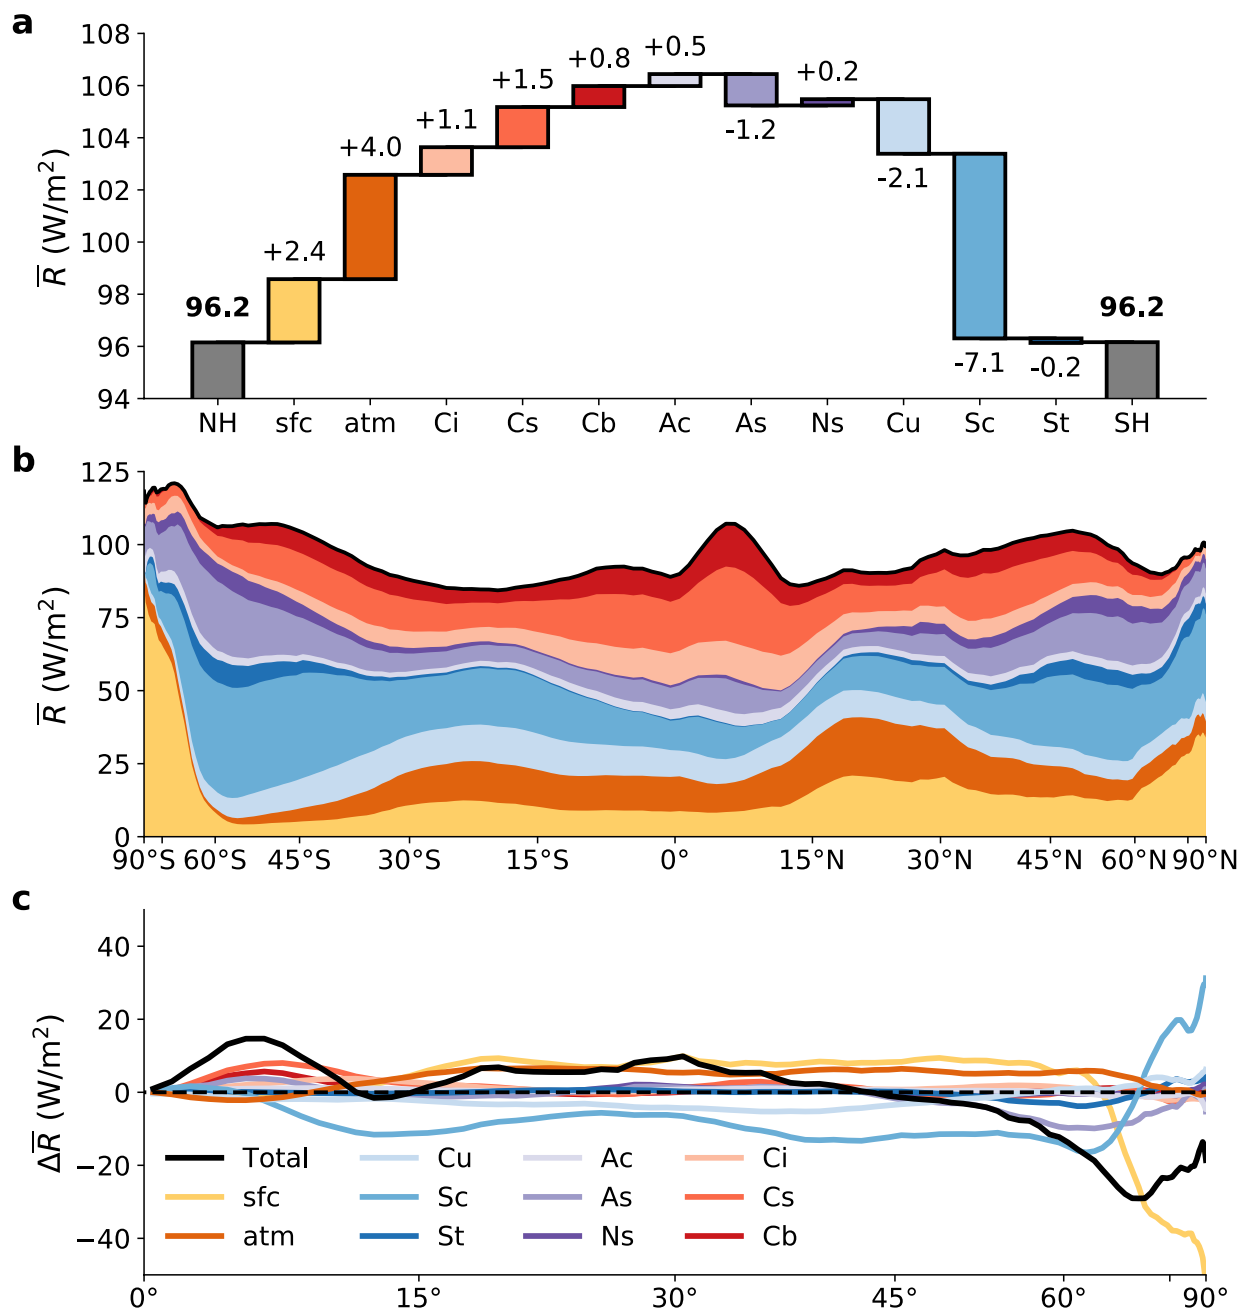 a
R̅ (W/m²)
108
106
104
102
100
98
96
94
96.2
+2.4
+4.0
+1.1
+1.5
+0.8
+0.5
-1.2
+0.2
-2.1
-7.1
-0.2
96.2
NH sfc atm Ci Cs Cb Ac As Ns Cu Sc St SH
b
R̅ (W/m²)
125
100
75
50
25
0
90°S 60°S 45°S 30°S 15°S 0° 15°N 30°N 45°N 60°N 90°N
c
ΔR̅ (W/m²)
40
20
0
−20
−40
Total Cu Ac Ci
sfc Sc As Cs
atm St Ns Cb
0° 15° 30° 45° 60° 90°